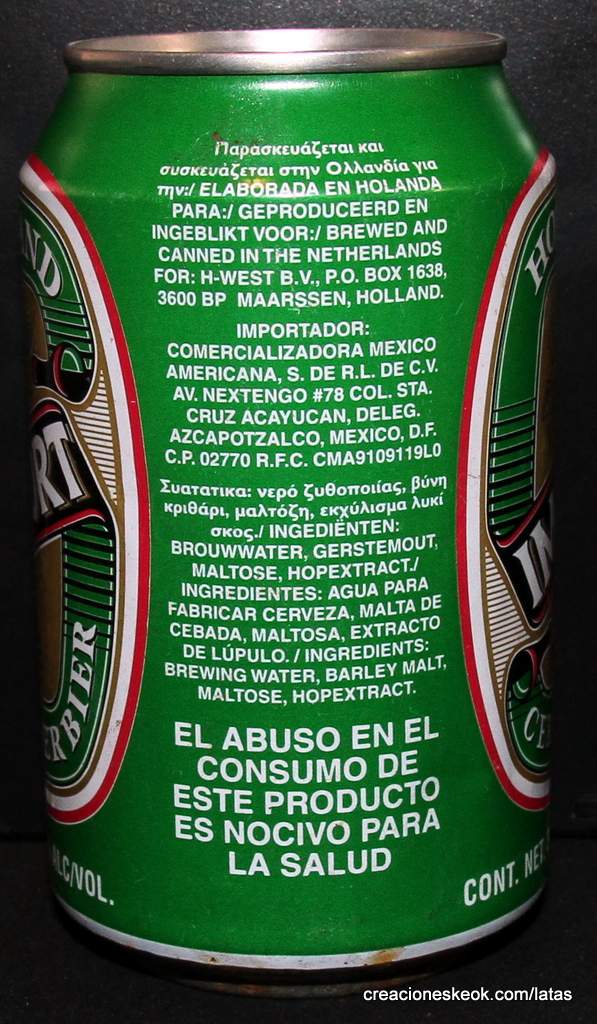 Παρασκευάζεται και
συσκευάζεται στην Ολλανδία για
την:/ ELABORADA EN HOLANDA
PARA:/ GEPRODUCEERD EN
INGEBLIKT VOOR:/ BREWED AND
CANNED IN THE NETHERLANDS
FOR: H-WEST B.V., P.O. BOX 1638,
3600 BP MAARSSEN, HOLLAND.
IMPORTADOR:
COMERCIALIZADORA MEXICO
AMERICANA, S. DE R.L. DE C.V.
AV. NEXTENGO #78 COL. STA.
CRUZ ACAYUCAN, DELEG.
AZCAPOTZALCO, MEXICO, D.F.
C.P. 02770 R.F.C. CMA9109119L0
Συατατικα: νερό ζυθοποιίας, βύνη
κριθάρι, μαλτόζη, εκχύλισμα λυκί
σκος./ INGEDIËNTEN:
BROUWWATER, GERSTEMOUT,
MALTOSE, HOPEXTRACT./
INGREDIENTES: AGUA PARA
FABRICAR CERVEZA, MALTA DE
CEBADA, MALTOSA, EXTRACTO
DE LÚPULO. / INGREDIENTS:
BREWING WATER, BARLEY MALT,
MALTOSE, HOPEXTRACT.
EL ABUSO EN EL
CONSUMO DE
ESTE PRODUCTO
ES NOCIVO PARA
LA SALUD
ALC/VOL.
CONT. NET
creacioneskeok.com/latas